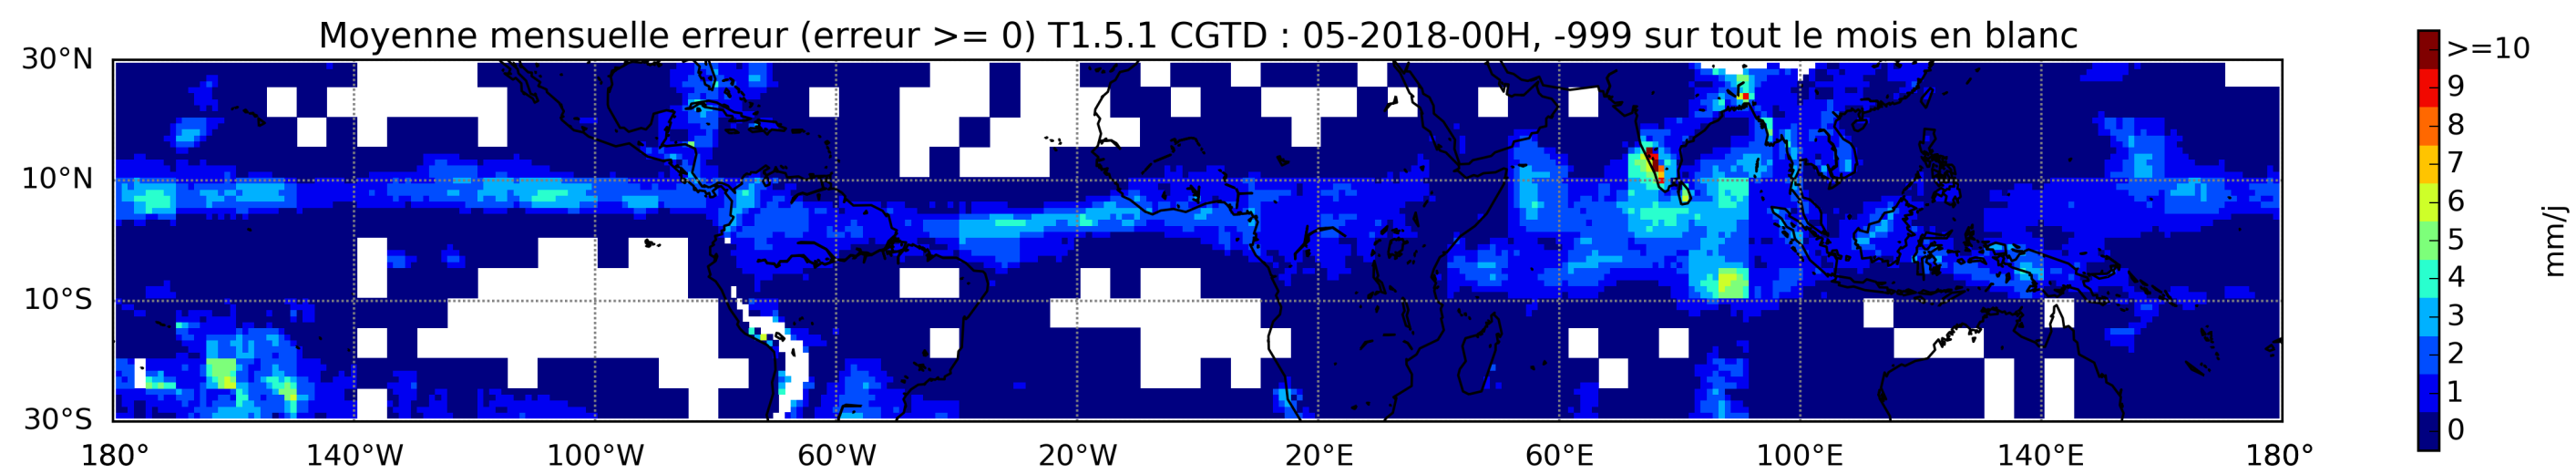 Moyenne mensuelle erreur (erreur >= 0) T1.5.1 CGTD : 05-2018-00H, -999 sur tout le mois en blanc
30°N
10°N
10°S
30°S
180° 140°W 100°W 60°W 20°W 20°E 60°E 100°E 140°E 180°
>=10
9
8
7
6
5
4
3
2
1
0
mm/j